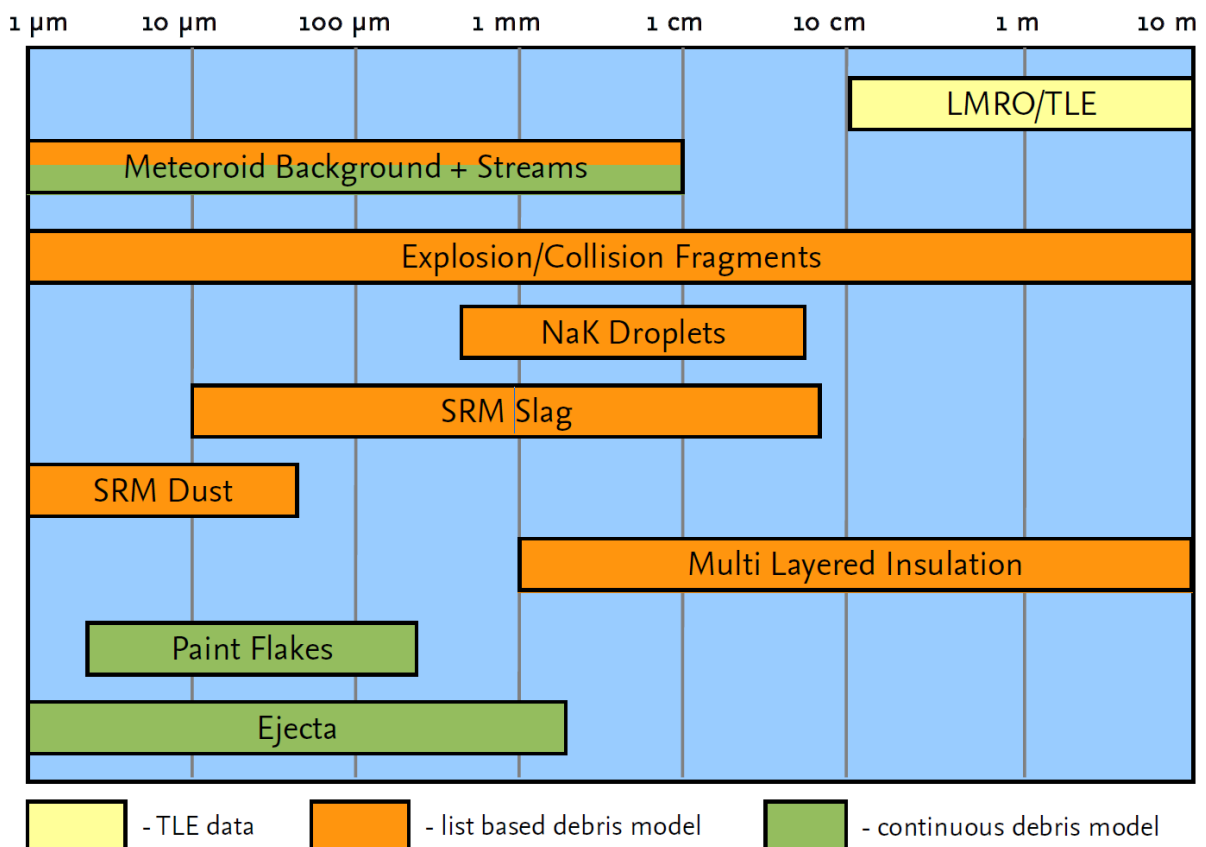 1 µm 10 µm 100 µm 1 mm 1 cm 10 cm 1 m 10 m
LMRO/TLE
Meteoroid Background + Streams
Explosion/Collision Fragments
NaK Droplets
SRM Slag
SRM Dust
Multi Layered Insulation
Paint Flakes
Ejecta
- TLE data - list based debris model - continuous debris model